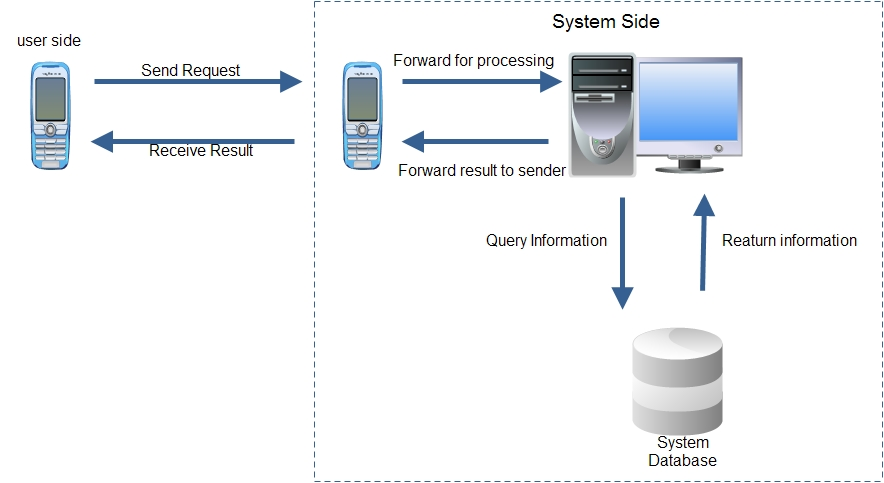 System Side
user side
Send Request
Forward for processing
Receive Result
Forward result to sender
Query Information
Reaturn information
System
Database